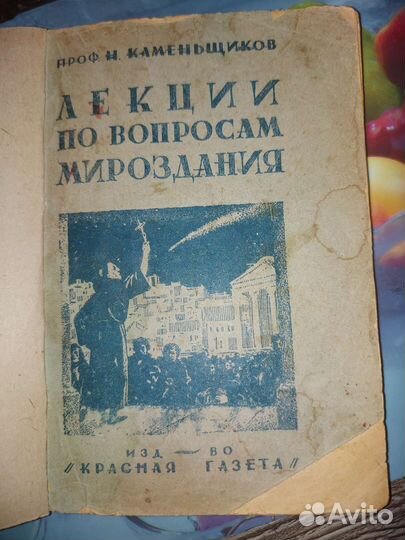 ПРОФ. Н. КАМЕНЬЩИКОВ
ЛЕКЦИИ
ПО ВОПРОСАМ
МИРОЗДАНИЯ
ИЗД — ВО
"КРАСНАЯ ГАЗЕТА"
Avito